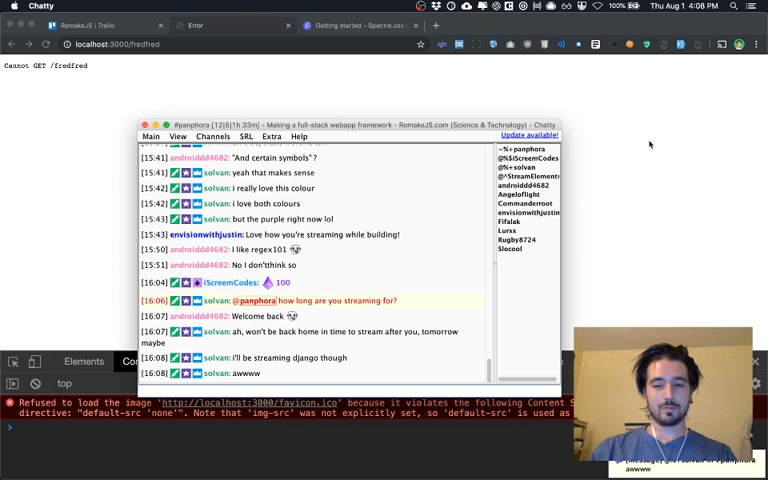 Chatty
100%
Thu Aug 1 4:08 PM
RemakeJS | Trello
Error
Getting started - Spectre.css
localhost:3000/fredfred
Cannot GET /fredfred
#panphora [12|5|1h 33m] - Making a full-stack webapp framework - RemakeJS.com (Science & Technology) - Chatty
Main View Channels SRL Extra Help
Update available!
[15:41] androiddd4682: "And certain symbols" ?
[15:41] solvan: yeah that makes sense
[15:42] solvan: i really love this colour
[15:42] solvan: i love both colours
[15:43] solvan: but the purple right now lol
[15:43] envisionwithjustin: Love how you're streaming while building!
[15:50] androiddd4682: I like regex101
[15:51] androiddd4682: No I don'tthink so
[16:04] iScreemCodes: 100
[16:06] solvan: @panphora how long are you streaming for?
[16:07] androiddd4682: Welcome back
[16:07] solvan: ah, won't be back home in time to stream after you, tomorrow
maybe
[16:08] solvan: i'll be streaming django though
[16:08] solvan: awwww
~%+panphora
@%$iScreemCodes
@%+solvan
@^StreamElements
androiddd4682
Angeloflight
Commanderroot
envisionwithjustin
Fifalak
Lurxx
Rugby8724
Slocool
Elements
top
Refused to load the image 'http://localhost:3000/favicon.ico' because it violates the following Content S
directive: "default-src 'none'". Note that 'img-src' was not explicitly set, so 'default-src' is used as
[Message] @%+solvan in #panphora
awwww